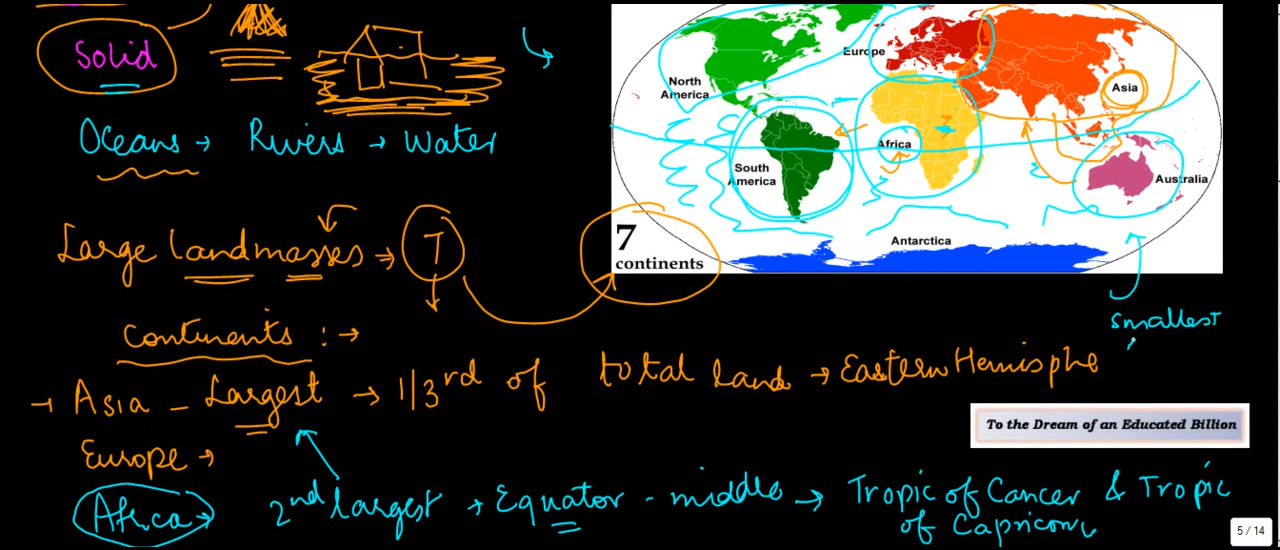 Solid
Oceans → Rivers → Water
Large landmasses → 7
Continents : →
→ Asia - Largest → 1/3rd of total land → Eastern Hemisphe
Europe →
Africa → 2nd largest → Equator - middle → Tropic of Cancer & Tropic
of Capricorn
North
America
Europe
Asia
Africa
South
America
Australia
Antarctica
7
continents
smallest
To the Dream of an Educated Billion
5 / 14